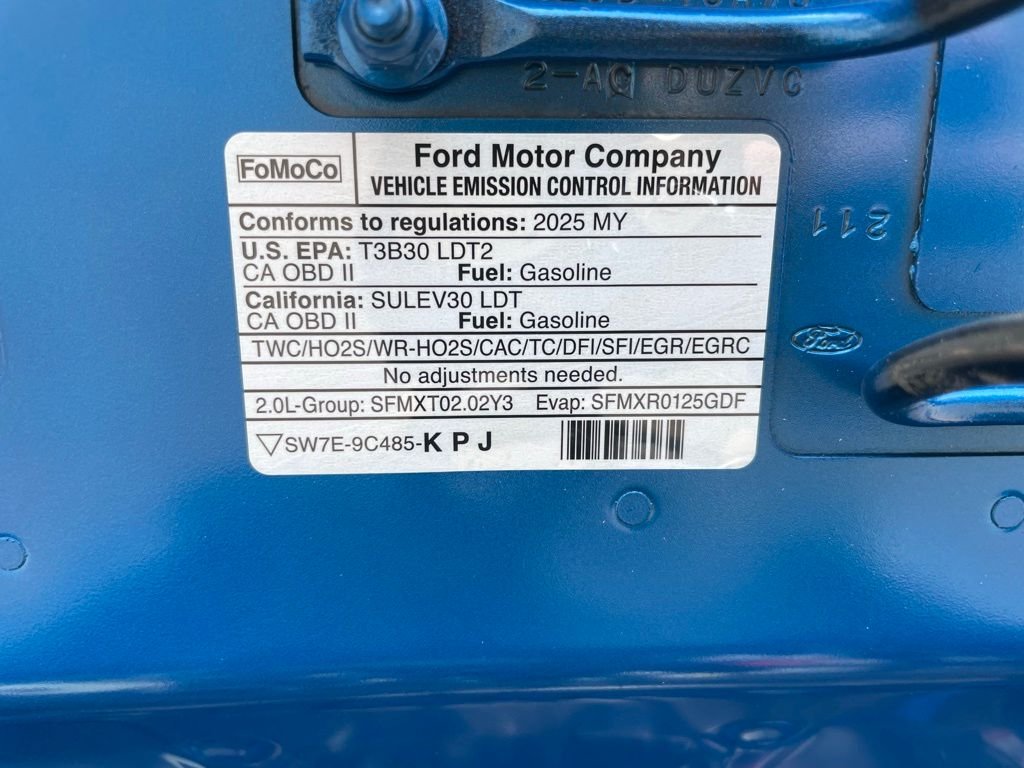 2-AC DUZVC
FoMoCo
Ford Motor Company
VEHICLE EMISSION CONTROL INFORMATION
Conforms to regulations: 2025 MY
U.S. EPA: T3B30 LDT2
CA OBD II Fuel: Gasoline
California: SULEV30 LDT
CA OBD II Fuel: Gasoline
TWC/HO2S/WR-HO2S/CAC/TC/DFI/SFI/EGR/EGRC
No adjustments needed.
2.0L-Group: SFMXT02.02Y3 Evap: SFMXR0125GDF
SW7E-9C485-K P J
211
Ford